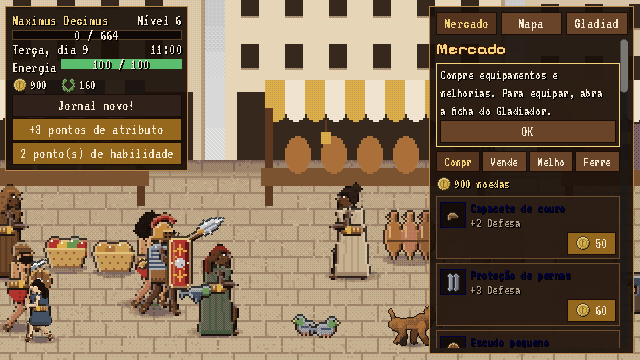 Maximus Decimus Nível 6
0 / 664
Terça, dia 9 11:00
Energia 100 / 100
900 160
Jornal novo!
+3 pontos de atributo
2 ponto(s) de habilidade
Mercado Mapa Gladiad
Mercado
Compre equipamentos e
melhorias. Para equipar, abra
a ficha do Gladiador.
OK
Compr Vende Melho Ferre
900 moedas
Capacete de couro
+2 Defesa
50
Proteção de pernas
+3 Defesa
60
Escudo pequeno